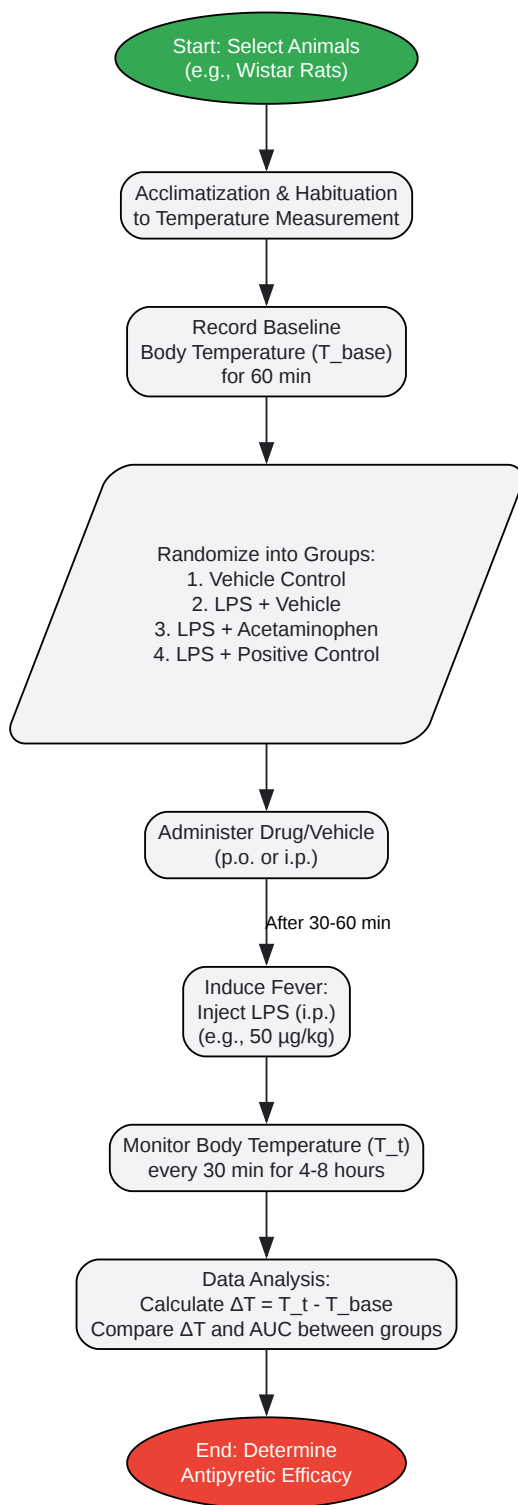 Start: Select Animals
(e.g., Wistar Rats)
Acclimatization & Habituation
to Temperature Measurement
Record Baseline
Body Temperature (T_base)
for 60 min
Randomize into Groups:
1. Vehicle Control
2. LPS + Vehicle
3. LPS + Acetaminophen
4. LPS + Positive Control
Administer Drug/Vehicle
(p.o. or i.p.)
After 30-60 min
Induce Fever:
Inject LPS (i.p.)
(e.g., 50 µg/kg)
Monitor Body Temperature (T_t)
every 30 min for 4-8 hours
Data Analysis:
Calculate ΔT = T_t - T_base
Compare ΔT and AUC between groups
End: Determine
Antipyretic Efficacy